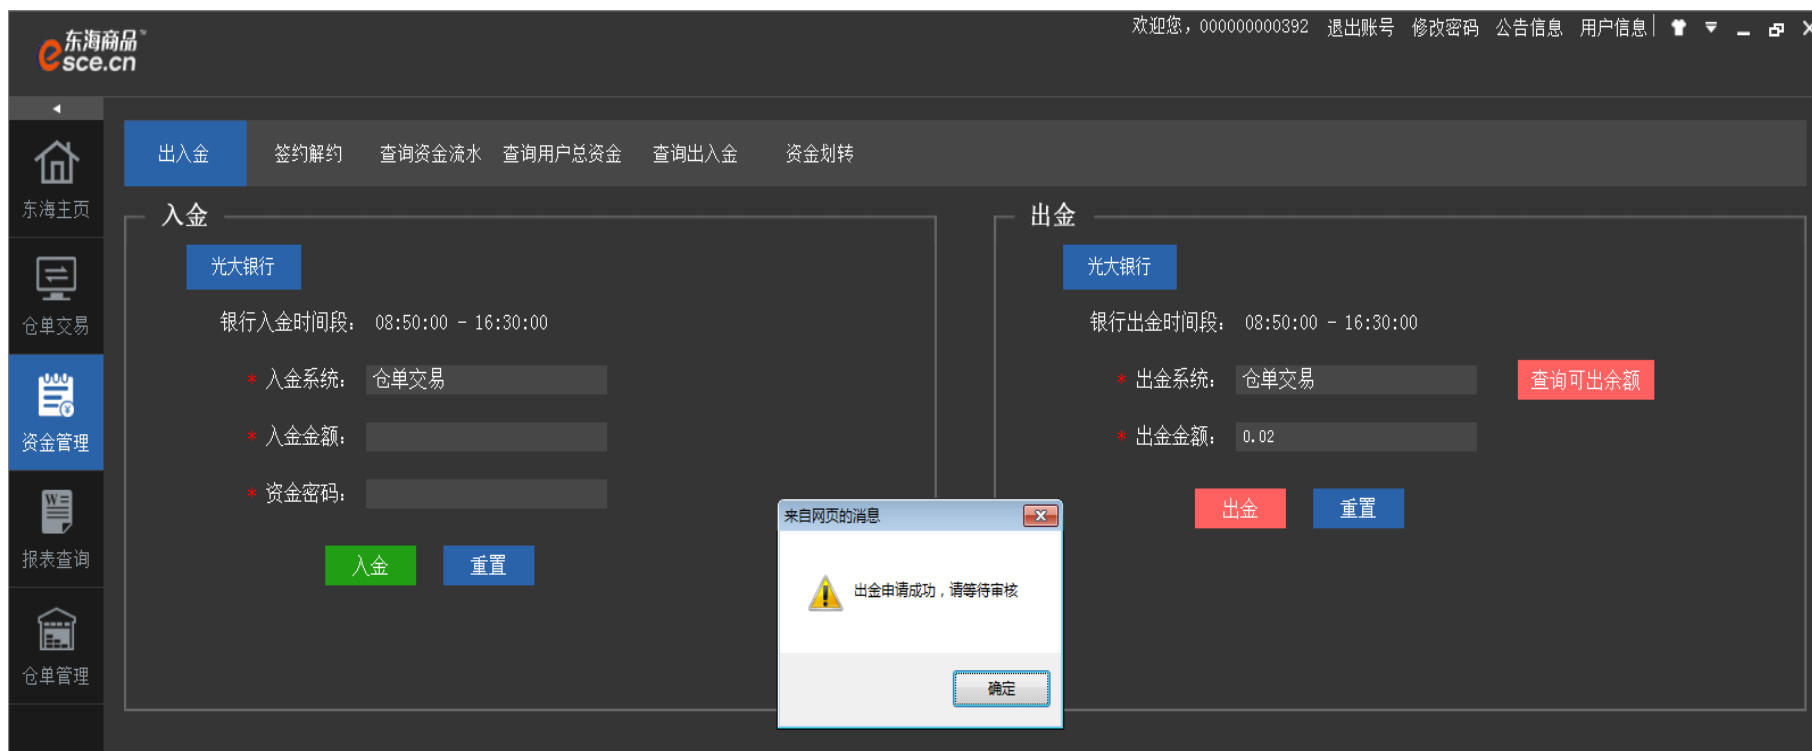 东海商品™
esce.cn
欢迎您，000000000392 退出账号 修改密码 公告信息 用户信息
出入金 签约解约 查询资金流水 查询用户总资金 查询出入金 资金划转
东海主页
仓单交易
资金管理
报表查询
仓单管理
入金
光大银行
银行入金时间段： 08:50:00 - 16:30:00
* 入金系统： 仓单交易
* 入金金额：
* 资金密码：
入金 重置
出金
光大银行
银行出金时间段： 08:50:00 - 16:30:00
* 出金系统： 仓单交易 查询可出余额
* 出金金额： 0.02
出金 重置
来自网页的消息
出金申请成功，请等待审核
确定